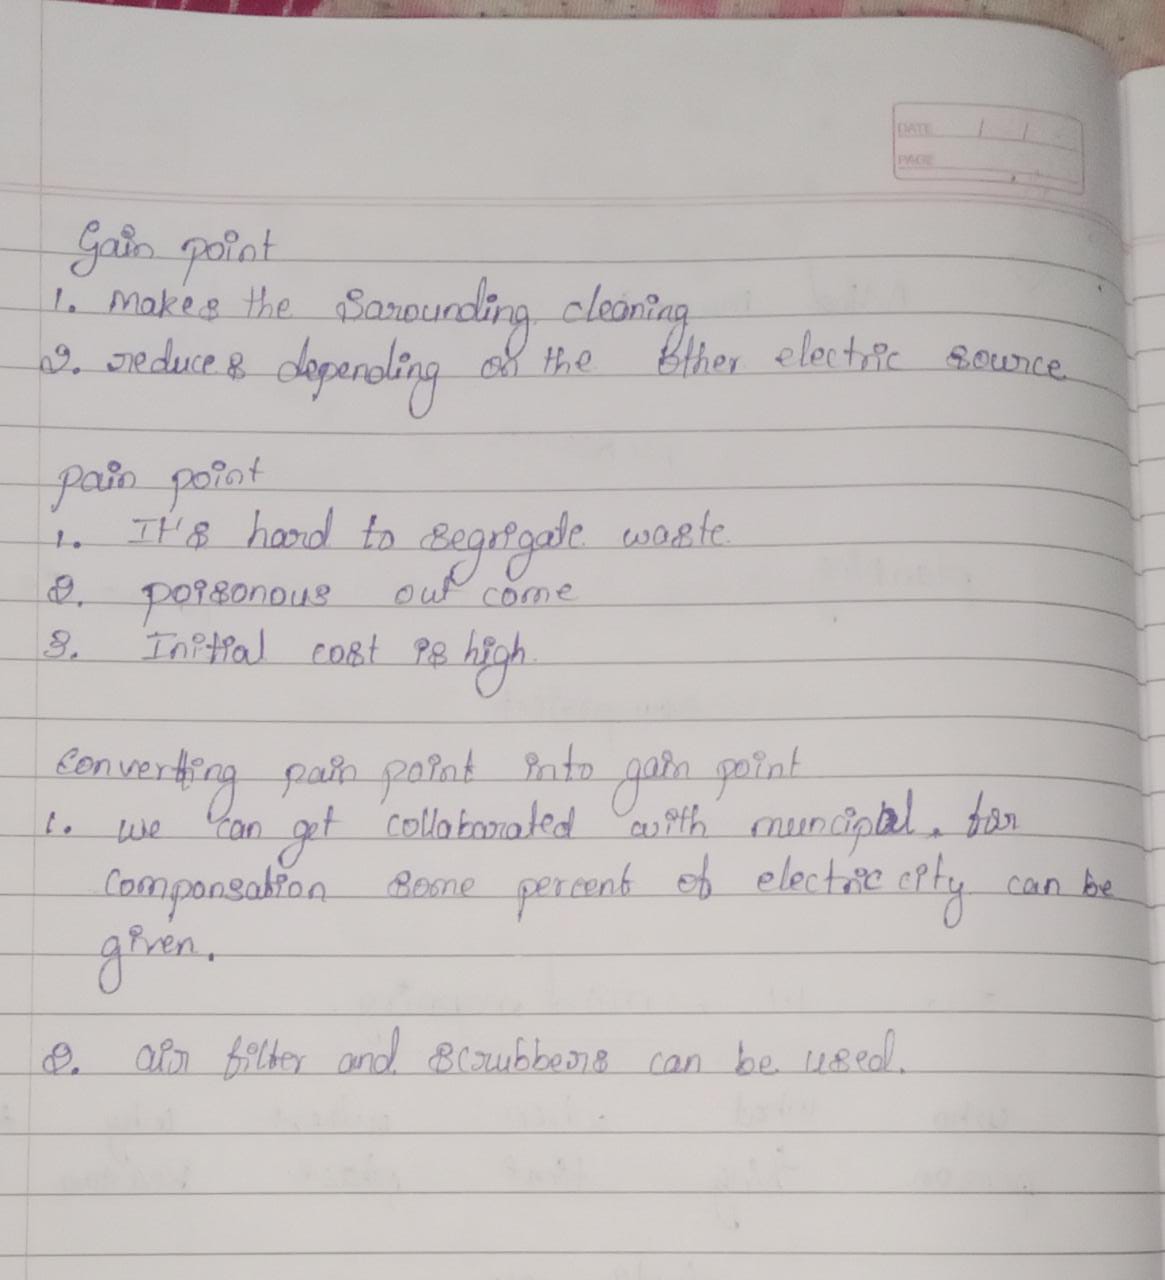 DATE / /
PAGE
Gain point
1. makes the sarounding cleaning
2. reduces depending on the other electric source
pain point
1. It's hard to segregate waste.
2. poisonous out come
3. Initial cost is high.
converting pain point into gain point
1. we can get collaborated with muncipal. for
componsation some percent of electric city can be
given.
2. air filter and scrubbers can be used.